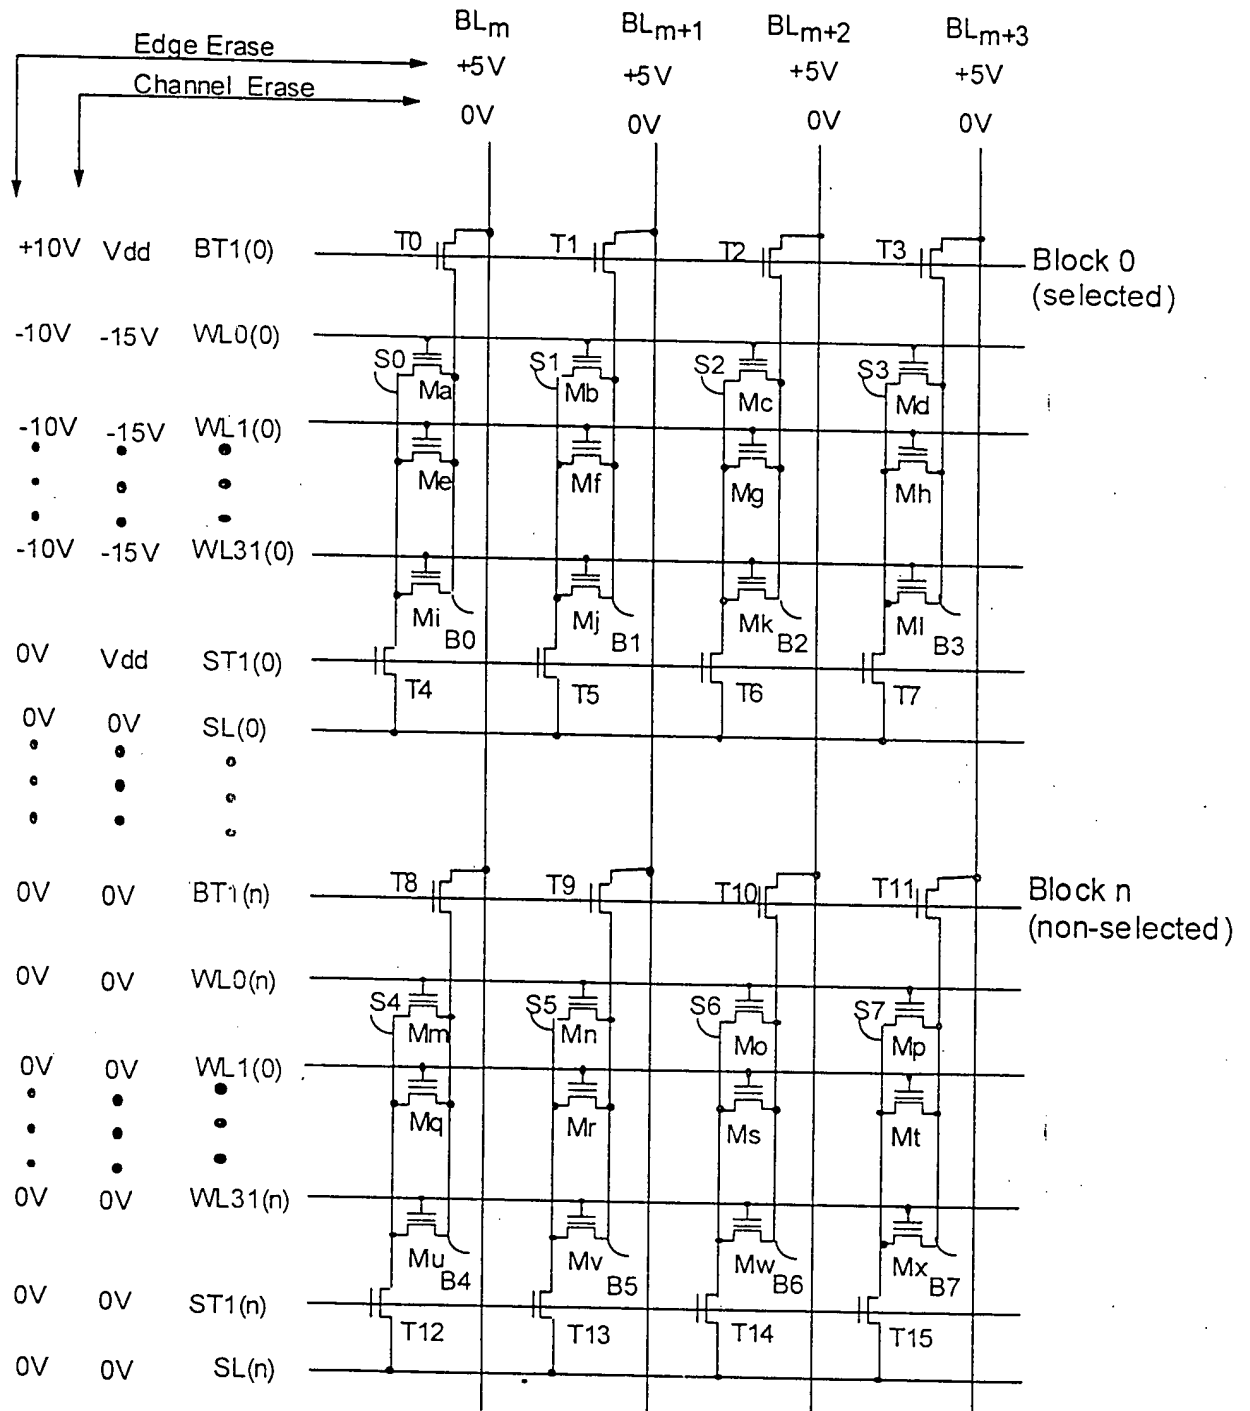 BLm BLm+1 BLm+2 BLm+3
Edge Erase +5V +5V +5V +5V
Channel Erase 0V 0V 0V 0V
+10V Vdd BT1(0) T0 T1 T2 T3 Block 0
(selected)
-10V -15V WL0(0)
S0 S1 S2 S3
Ma Mb Mc Md
-10V -15V WL1(0)
Me Mf Mg Mh
-10V -15V WL31(0)
Mi Mj Mk Ml
B0 B1 B2 B3
0V Vdd ST1(0)
T4 T5 T6 T7
0V 0V SL(0)
0V 0V BT1(n) T8 T9 T10 T11 Block n
(non-selected)
0V 0V WL0(n)
S4 S5 S6 S7
Mm Mn Mo Mp
0V 0V WL1(0)
Mq Mr Ms Mt
0V 0V WL31(n)
Mu Mv Mw Mx
B4 B5 B6 B7
0V 0V ST1(n)
T12 T13 T14 T15
0V 0V SL(n)